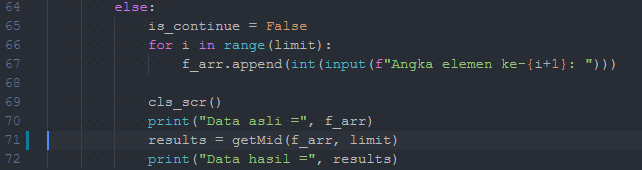 64 else:
65 is_continue = False
66 for i in range(limit):
67 f_arr.append(int(input(f"Angka elemen ke-{i+1}: ")))
68
69 cls_scr()
70 print("Data asli =", f_arr)
71 results = getMid(f_arr, limit)
72 print("Data hasil =", results)